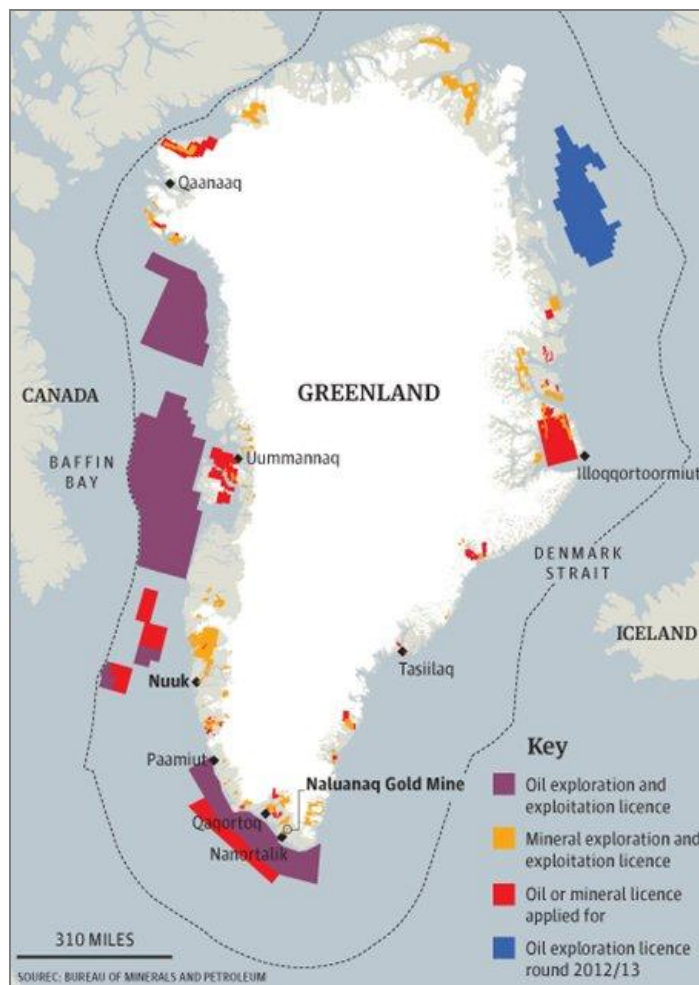 Qaanaaq
CANADA
GREENLAND
BAFFIN
BAY
Uummannaq
Illoqqortoormiut
DENMARK
STRAIT
ICELAND
Tasiilaq
Nuuk
Paamiut
Naluanaq Gold Mine
Qaqortoq
Nanortalik
Key
Oil exploration and
exploitation licence
Mineral exploration and
exploitation licence
Oil or mineral licence
applied for
Oil exploration licence
round 2012/13
310 MILES
SOUREC: BUREAU OF MINERALS AND PETROLEUM